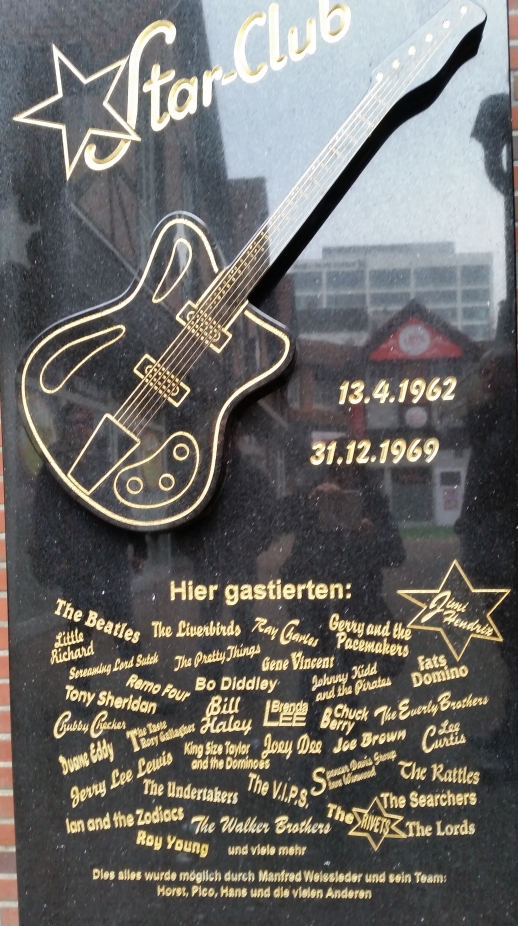 Star-Club
13.4.1962
31.12.1969
Hier gastierten:
Jimi Hendrix
The Beatles The Liverbirds Ray Charles Gerry and the Pacemakers
Little Richard
Screaming Lord Sutch The Pretty Things Gene Vincent Johnny Kidd and the Pirates Fats Domino
Tony Sheridan Remo Four Bo Diddley
Bill Haley Brenda Lee Chuck Berry The Everly Brothers
Chubby Checker The Taste Rory Gallagher
Duane Eddy King Size Taylor and the Dominoes Joey Dee Joe Brown Lee Curtis
Jerry Lee Lewis Spencer Davis Group Steve Winwood The Rattles
The Undertakers The V.I.P.S. The Searchers
Ian and the Zodiacs The Walker Brothers The RIVETS The Lords
Roy Young und viele mehr
Dies alles wurde möglich durch Manfred Weissleder und sein Team:
Horst, Pico, Hans und die vielen Anderen